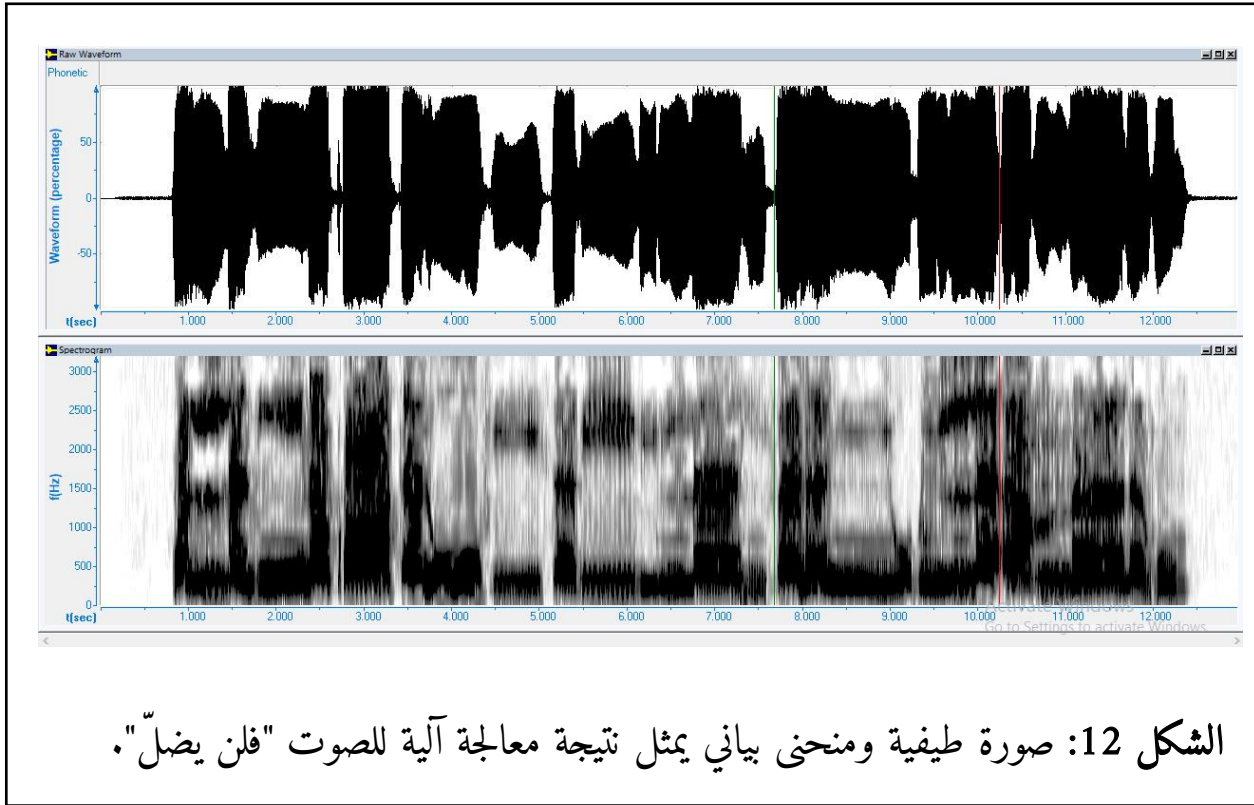 Raw Waveform
Phonetic
Waveform (percentage)
50
0
-50
t(sec) 1.000 2.000 3.000 4.000 5.000 6.000 7.000 8.000 9.000 10.000 11.000 12.000
Spectrogram
f(Hz)
3000
2500
2000
1500
1000
500
0
t(sec) 1.000 2.000 3.000 4.000 5.000 6.000 7.000 8.000 9.000 10.000 11.000 12.000
Activate Windows
Go to Settings to activate Windows.
الشكل 12: صورة طيفية ومنحنى بياني يمثل نتيجة معالجة آلية للصوت "فلن يضلّ".